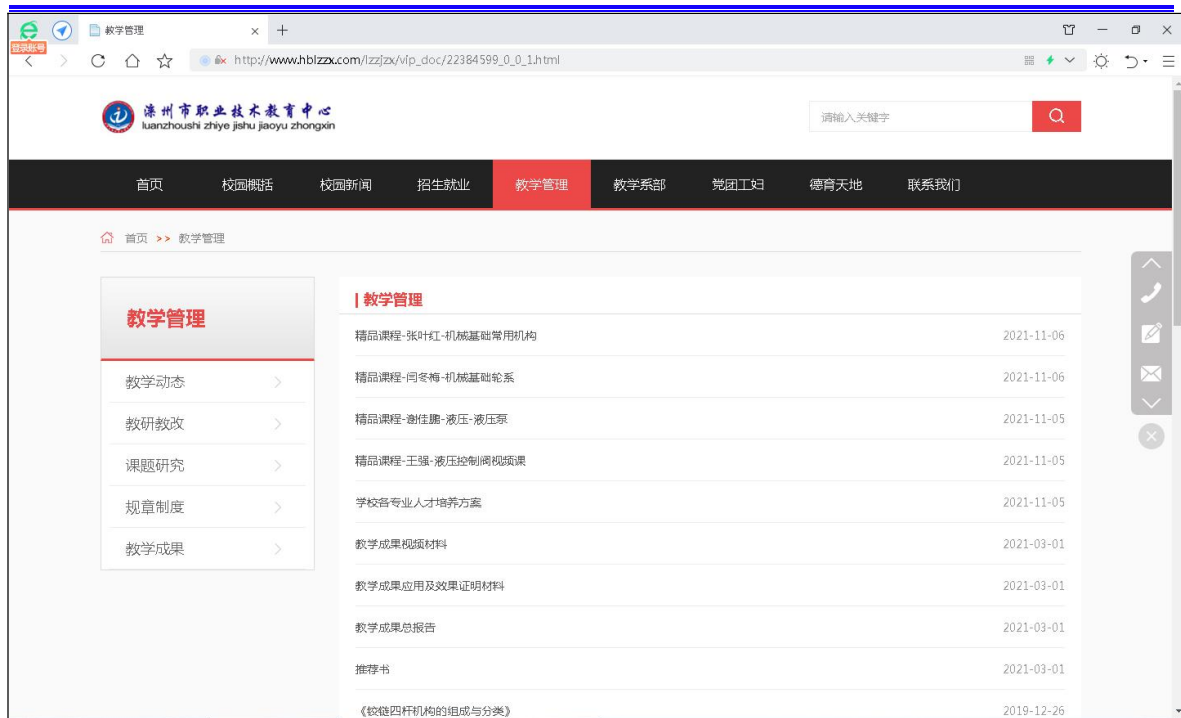 教学管理
登录账号
http://www.hblzzx.com/lzzjzx/vip_doc/22384599_0_0_1.html
滦州市职业技术教育中心
luanzhoushi zhiye jishu jiaoyu zhongxin
请输入关键字
首页 校园概括 校园新闻 招生就业 教学管理 教学系部 党团工妇 德育天地 联系我们
首页 >> 教学管理
教学管理
教学动态
教研教改
课题研究
规章制度
教学成果
教学管理
精品课程-张叶红-机械基础常用机构 2021-11-06
精品课程-闫冬梅-机械基础轮系 2021-11-06
精品课程-谢佳鹏-液压-液压泵 2021-11-05
精品课程-王强-液压控制阀视频课 2021-11-05
学校各专业人才培养方案 2021-11-05
教学成果视频材料 2021-03-01
教学成果应用及效果证明材料 2021-03-01
教学成果总报告 2021-03-01
推荐书 2021-03-01
《铰链四杆机构的组成与分类》 2019-12-26